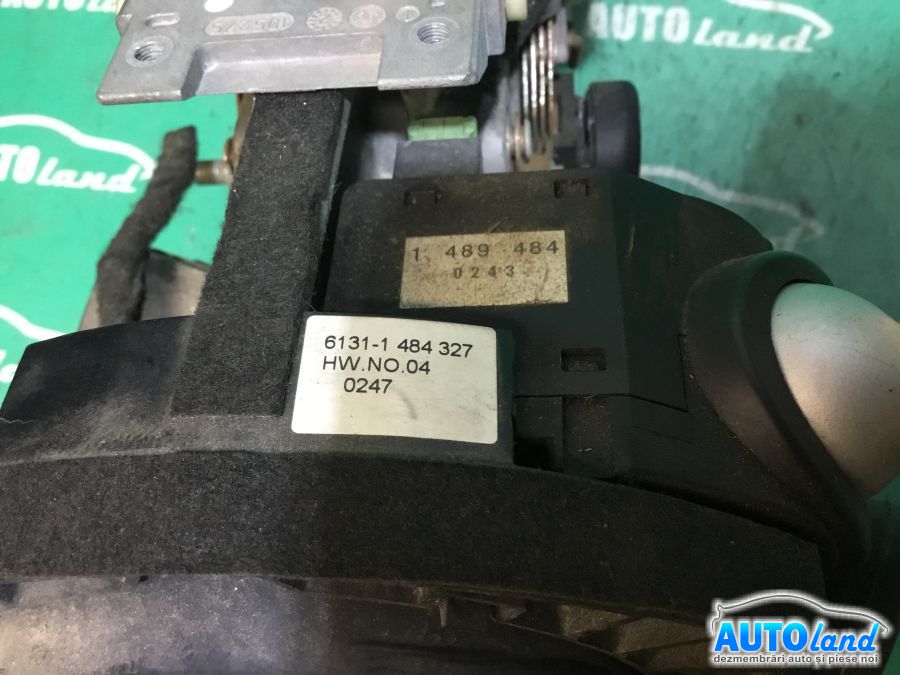 AUTOland
AUTOland
1 489 484
0243
6131-1 484 327
HW.NO.04
0247
AUTOland
dezmembrări auto și piese noi